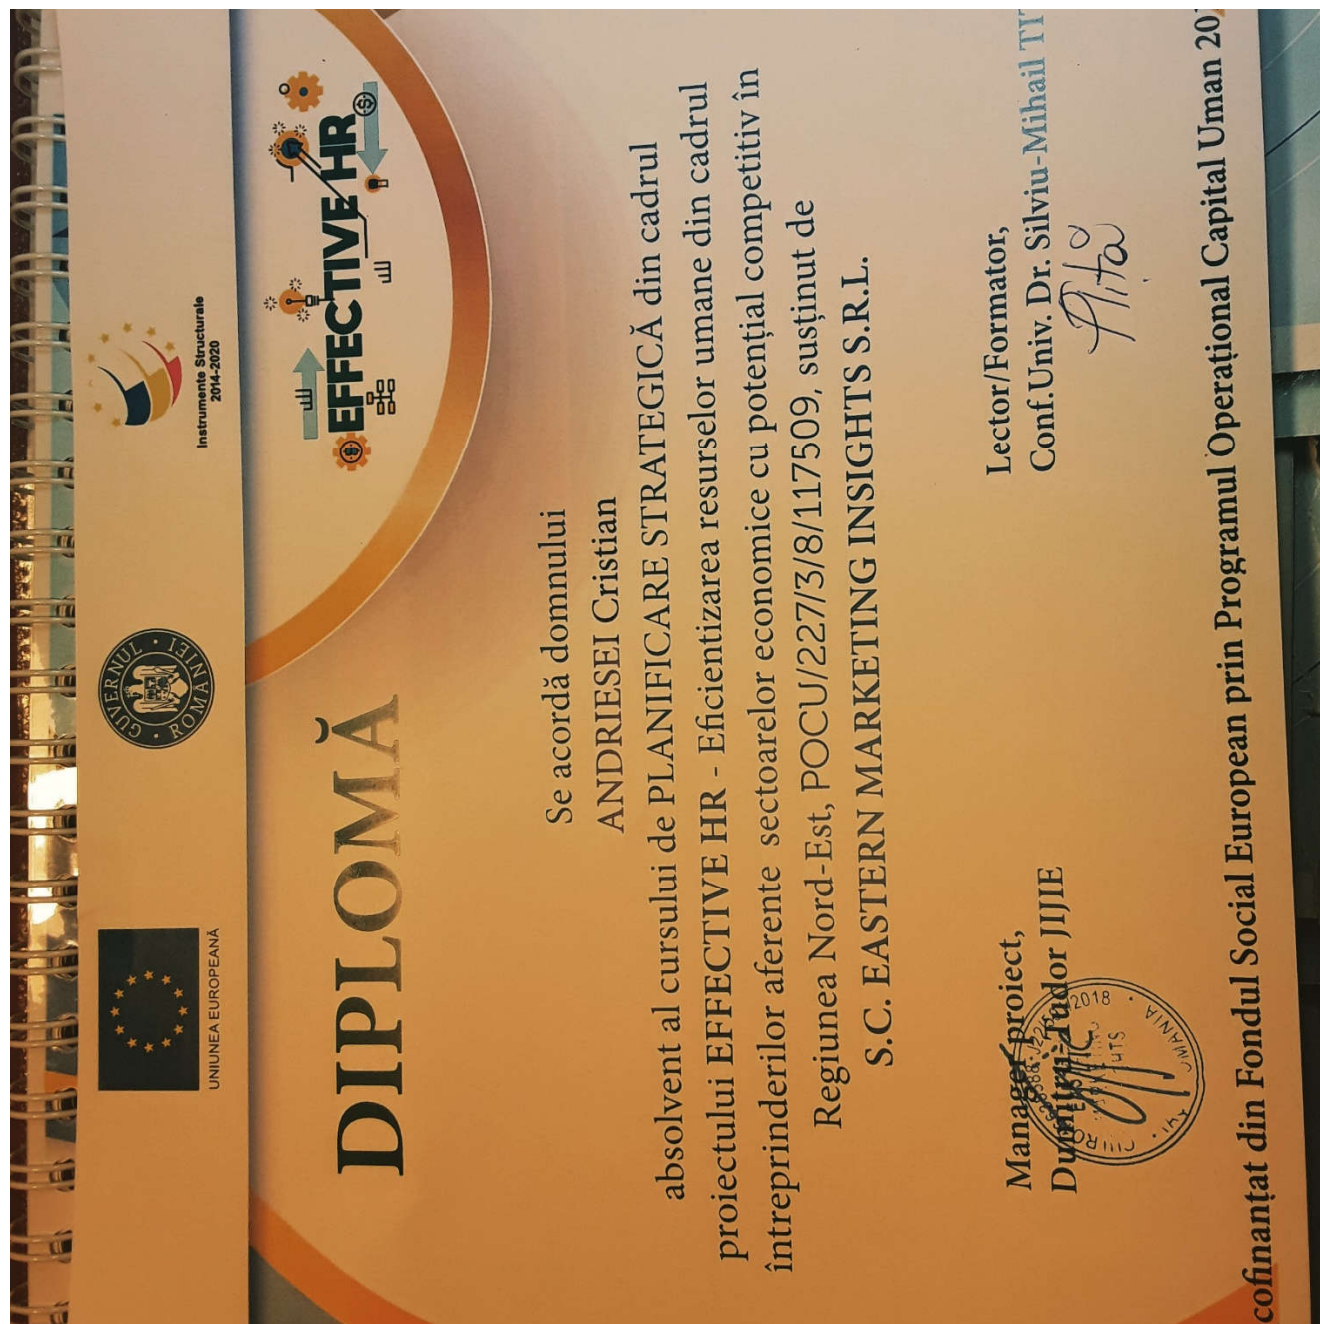 UNIUNEA EUROPEANĂ
GUVERNUL ROMÂNIEI
Instrumente Structurale
2014-2020
EFFECTIVE HR
DIPLOMĂ
Se acordă domnului
ANDRIESEI Cristian
absolvent al cursului de PLANIFICARE STRATEGICĂ din cadrul
proiectului EFFECTIVE HR - Eficientizarea resurselor umane din cadrul
întreprinderilor aferente sectoarelor economice cu potențial competitiv în
Regiunea Nord-Est, POCU/227/3/8/117509, susținut de
S.C. EASTERN MARKETING INSIGHTS S.R.L.
Manager proiect,
Dumitru-Tudor JIJIE
Lector/Formator,
Conf.Univ. Dr. Silviu-Mihail
cofinanțat din Fondul Social European prin Programul Operațional Capital Uman